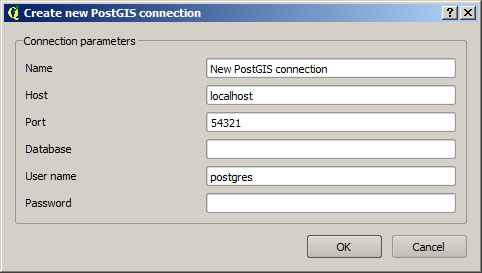 Create new PostGIS connection
Connection parameters
Name New PostGIS connection
Host localhost
Port 54321
Database
User name postgres
Password
OK Cancel